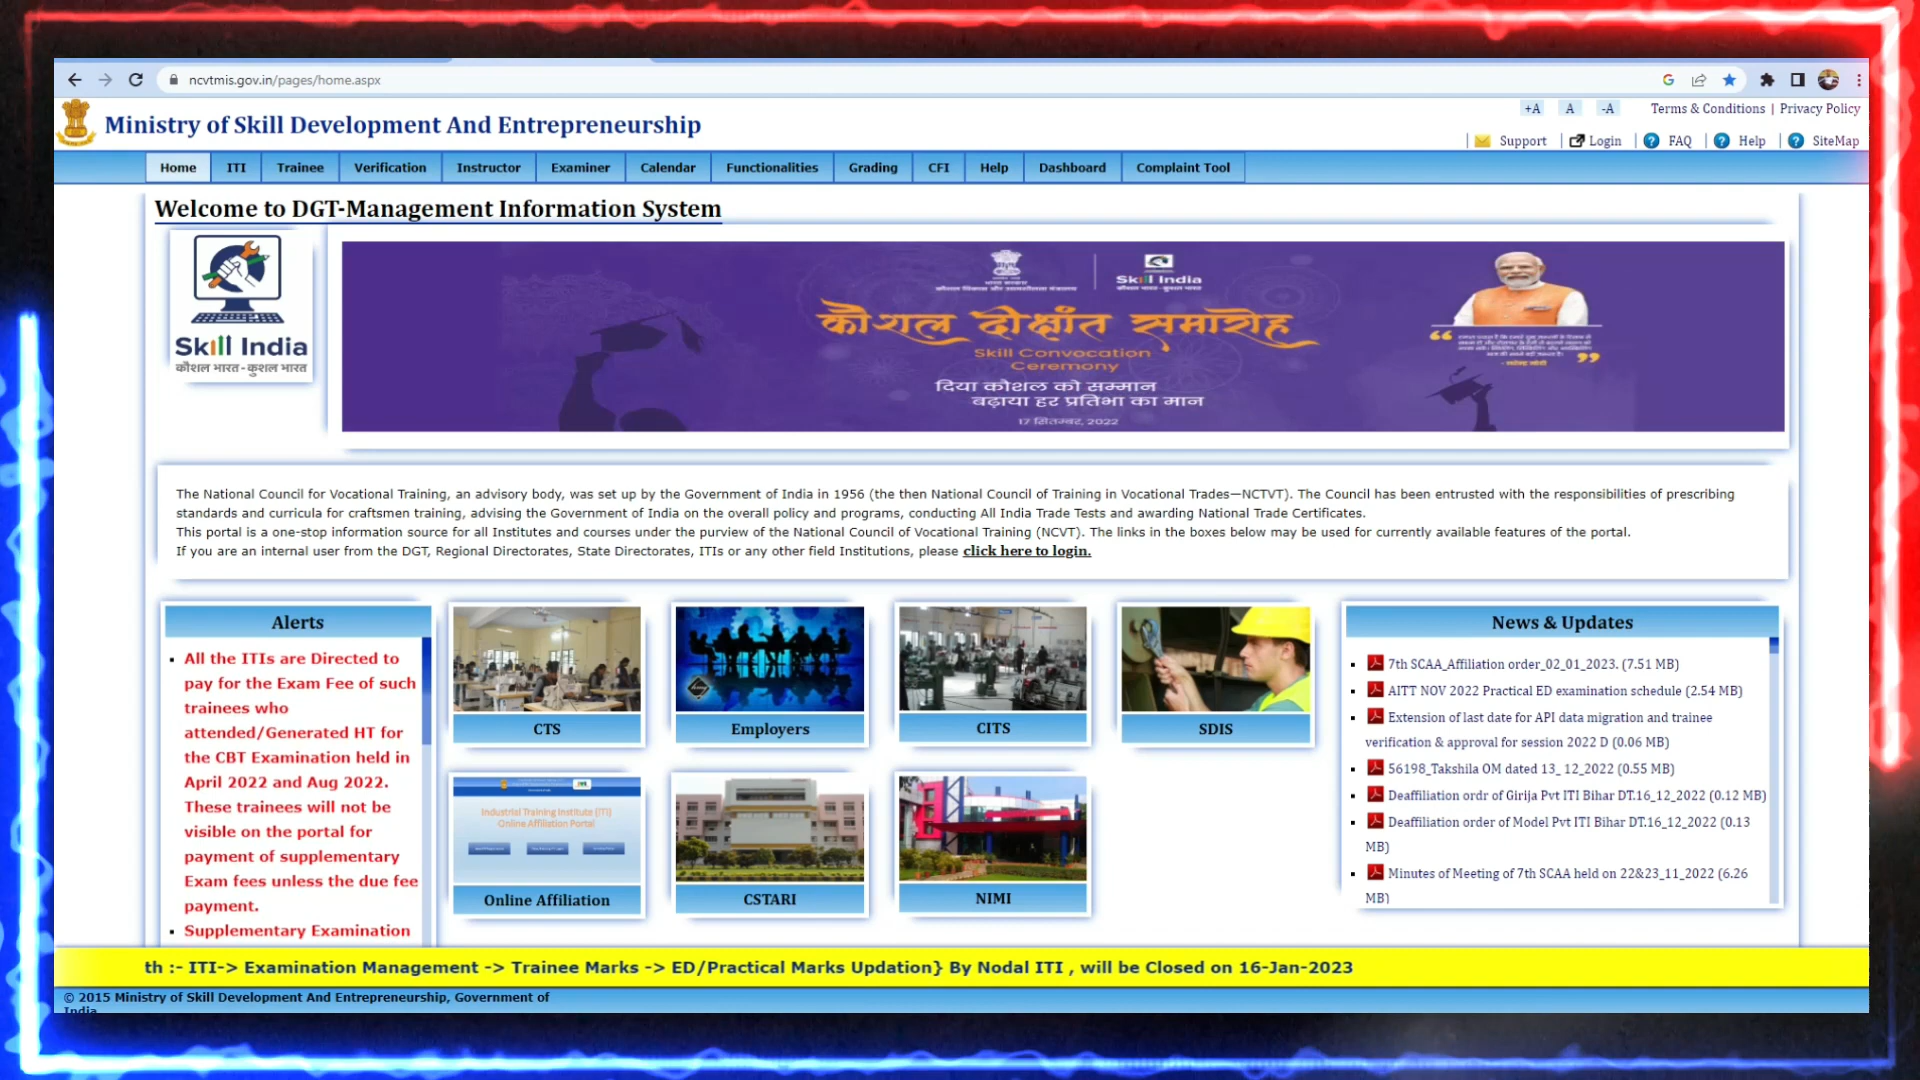 ncvtmis.gov.in/pages/home.aspx
+A A -A Terms & Conditions | Privacy Policy
Ministry of Skill Development And Entrepreneurship
Support Login FAQ Help SiteMap
Home ITI Trainee Verification Instructor Examiner Calendar Functionalities Grading CFI Help Dashboard Complaint Tool
Welcome to DGT-Management Information System
Skill India
कौशल भारत-कुशल भारत
Skill India
कौशल भारत-कुशल भारत
कौशल दीक्षांत समारोह
Skill Convocation
Ceremony
दिया कौशल को सम्मान
बढ़ाया हर प्रतिभा का मान
17 सितम्बर, 2022
The National Council for Vocational Training, an advisory body, was set up by the Government of India in 1956 (the then National Council of Training in Vocational Trades—NCTVT). The Council has been entrusted with the responsibilities of prescribing
standards and curricula for craftsmen training, advising the Government of India on the overall policy and programs, conducting All India Trade Tests and awarding National Trade Certificates.
This portal is a one-stop information source for all Institutes and courses under the purview of the National Council of Vocational Training (NCVT). The links in the boxes below may be used for currently available features of the portal.
If you are an internal user from the DGT, Regional Directorates, State Directorates, ITIs or any other field Institutions, please click here to login.
Alerts
All the ITIs are Directed to
pay for the Exam Fee of such
trainees who
attended/Generated HT for
the CBT Examination held in
April 2022 and Aug 2022.
These trainees will not be
visible on the portal for
payment of supplementary
Exam fees unless the due fee
payment.
Supplementary Examination
CTS
Employers
CITS
SDIS
Industrial Training Institute (ITI)
Online Affiliation Portal
Online Affiliation
CSTARI
NIMI
News & Updates
7th SCAA_Affiliation order_02_01_2023. (7.51 MB)
AITT NOV 2022 Practical ED examination schedule (2.54 MB)
Extension of last date for API data migration and trainee
verification & approval for session 2022 D (0.06 MB)
56198_Takshila OM dated 13_ 12_2022 (0.55 MB)
Deaffiliation ordr of Girija Pvt ITI Bihar DT.16_12_2022 (0.12 MB)
Deaffiliation order of Model Pvt ITI Bihar DT.16_12_2022 (0.13
MB)
Minutes of Meeting of 7th SCAA held on 22&23_11_2022 (6.26
MB)
th :- ITI-> Examination Management -> Trainee Marks -> ED/Practical Marks Updation} By Nodal ITI , will be Closed on 16-Jan-2023
© 2015 Ministry of Skill Development And Entrepreneurship, Government of
India